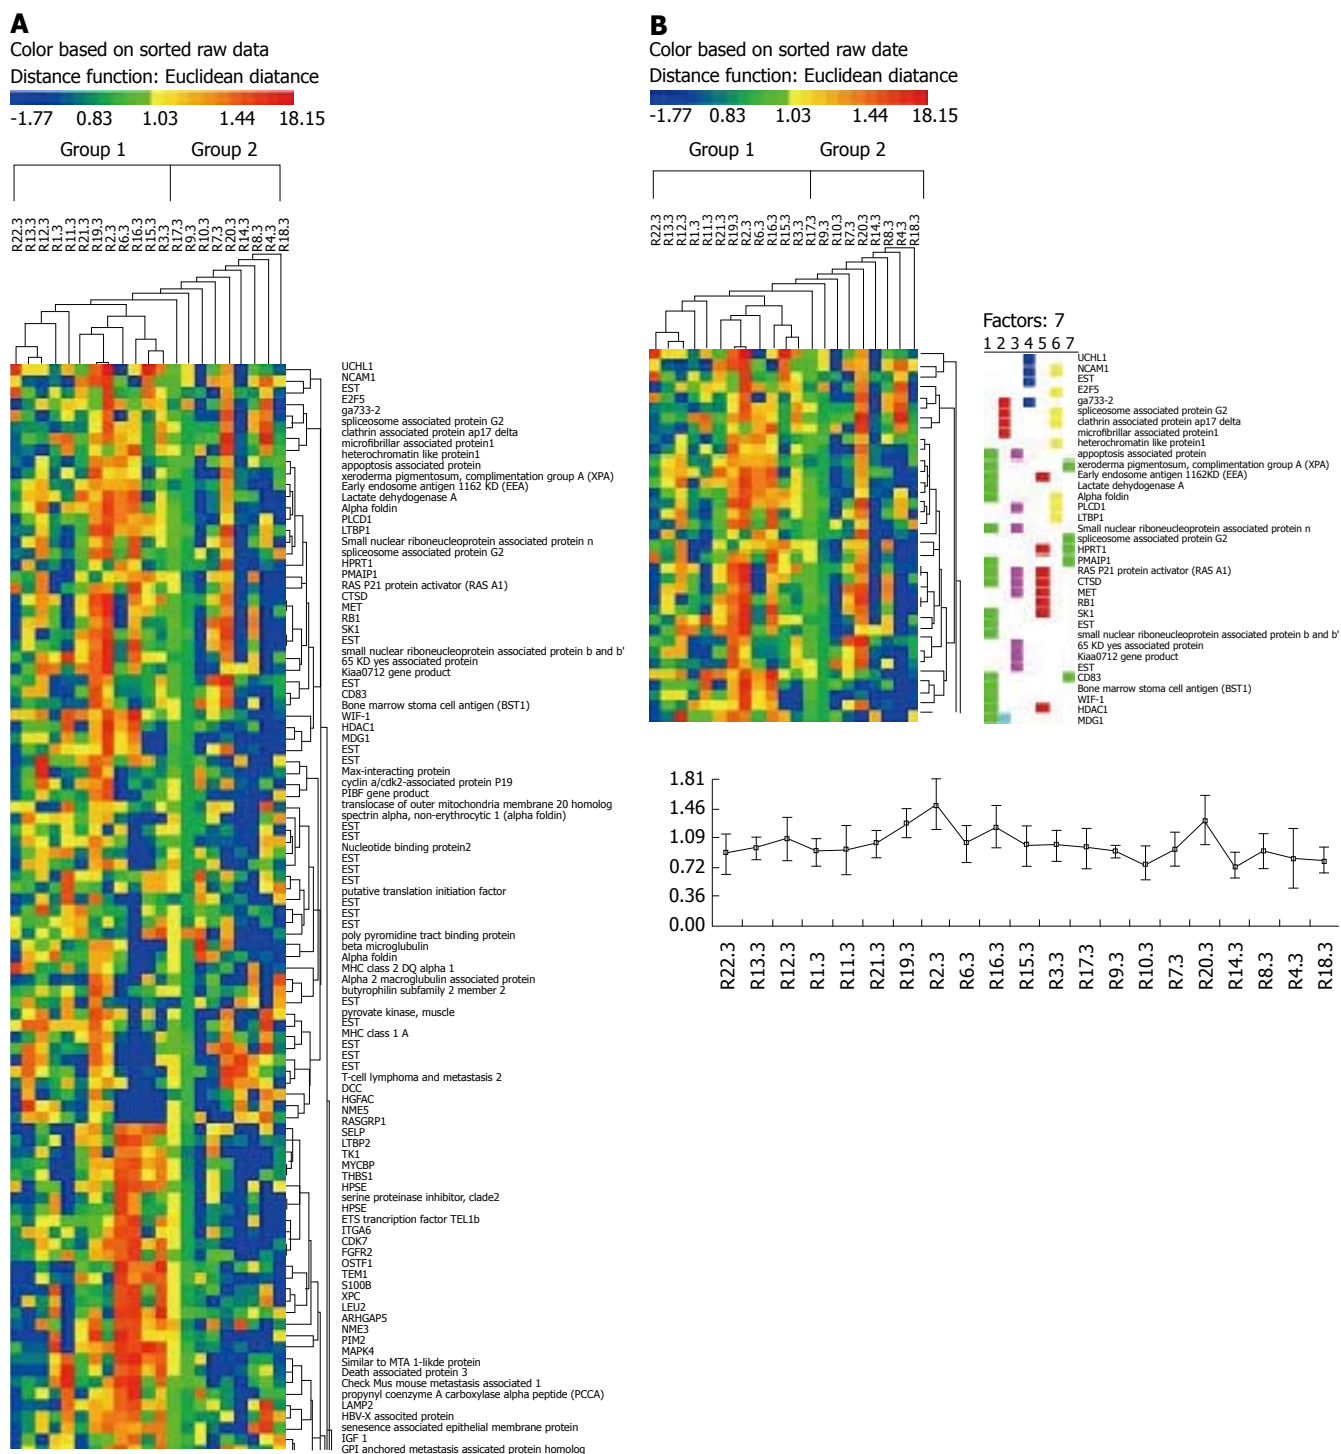 A
Color based on sorted raw data
Distance function: Euclidean diatance
-1.77 0.83 1.03 1.44 18.15
Group 1 Group 2
R22.3 R13.3 R12.3 R1.3 R11.3 R21.3 R19.3 R2.3 R6.3 R16.3 R15.3 R3.3 R17.3 R9.3 R10.3 R7.3 R20.3 R14.3 R8.3 R4.3 R18.3
UCHL1
NCAM1
EST
E2F5
ga733-2
spliceosome associated protein G2
clathrin associated protein ap17 delta
microfibrillar associated protein1
heterochromatin like protein1
appoptosis associated protein
xeroderma pigmentosum, complimentation group A (XPA)
Early endosome antigen 1162 KD (EEA)
Lactate dehydogenase A
Alpha foldin
PLCD1
LTBP1
Small nuclear riboneucleoprotein associated protein n
spliceosome associated protein G2
HPRT1
PMAIP1
RAS P21 protein activator (RAS A1)
CTSD
MET
RB1
SK1
EST
small nuclear riboneucleoprotein associated protein b and b'
65 KD yes associated protein
Kiaa0712 gene product
EST
CD83
Bone marrow stoma cell antigen (BST1)
WIF-1
HDAC1
MDG1
EST
EST
Max-interacting protein
cyclin a/cdk2-associated protein P19
PIBF gene product
translocase of outer mitochondria membrane 20 homolog
spectrin alpha, non-erythrocytic 1 (alpha foldin)
EST
EST
Nucleotide binding protein2
EST
EST
EST
putative translation initiation factor
EST
EST
EST
poly pyromidine tract binding protein
beta microglubulin
Alpha foldin
MHC class 2 DQ alpha 1
Alpha 2 macroglubulin associated protein
butyrophilin subfamily 2 member 2
EST
pyrovate kinase, muscle
EST
MHC class 1 A
EST
EST
EST
T-cell lymphoma and metastasis 2
DCC
HGFAC
NME5
RASGRP1
SELP
LTBP2
TK1
MYCBP
THBS1
HPSE
serine proteinase inhibitor, clade2
HPSE
ETS trancription factor TEL1b
ITGA6
CDK7
FGFR2
OSTF1
TEM1
S100B
XPC
LEU2
ARHGAP5
NME3
PIM2
MAPK4
Similar to MTA 1-likde protein
Death associated protein 3
Check Mus mouse metastasis associated 1
propynyl coenzyme A carboxylase alpha peptide (PCCA)
LAMP2
HBV-X associted protein
senesence associated epithelial membrane protein
IGF 1
GPI anchored metastasis assicated protein homolog
B
Color based on sorted raw date
Distance function: Euclidean diatance
-1.77 0.83 1.03 1.44 18.15
Group 1 Group 2
R22.3 R13.3 R12.3 R1.3 R11.3 R21.3 R19.3 R2.3 R6.3 R16.3 R15.3 R3.3 R17.3 R9.3 R10.3 R7.3 R20.3 R14.3 R8.3 R4.3 R18.3
Factors: 7
1 2 3 4 5 6 7
UCHL1
NCAM1
EST
E2F5
ga733-2
spliceosome associated protein G2
clathrin associated protein ap17 delta
microfibrillar associated protein1
heterochromatin like protein1
appoptosis associated protein
xeroderma pigmentosum, complimentation group A (XPA)
Early endosome antigen 1162KD (EEA)
Lactate dehydogenase A
Alpha foldin
PLCD1
LTBP1
Small nuclear riboneucleoprotein associated protein n
spliceosome associated protein G2
HPRT1
PMAIP1
RAS P21 protein activator (RAS A1)
CTSD
MET
RB1
SK1
EST
small nuclear riboneucleoprotein associated protein b and b'
65 KD yes associated protein
Kiaa0712 gene product
EST
CD83
Bone marrow stoma cell antigen (BST1)
WIF-1
HDAC1
MDG1
1.81
1.46
1.09
0.72
0.36
0.00
R22.3 R13.3 R12.3 R1.3 R11.3 R21.3 R19.3 R2.3 R6.3 R16.3 R15.3 R3.3 R17.3 R9.3 R10.3 R7.3 R20.3 R14.3 R8.3 R4.3 R18.3